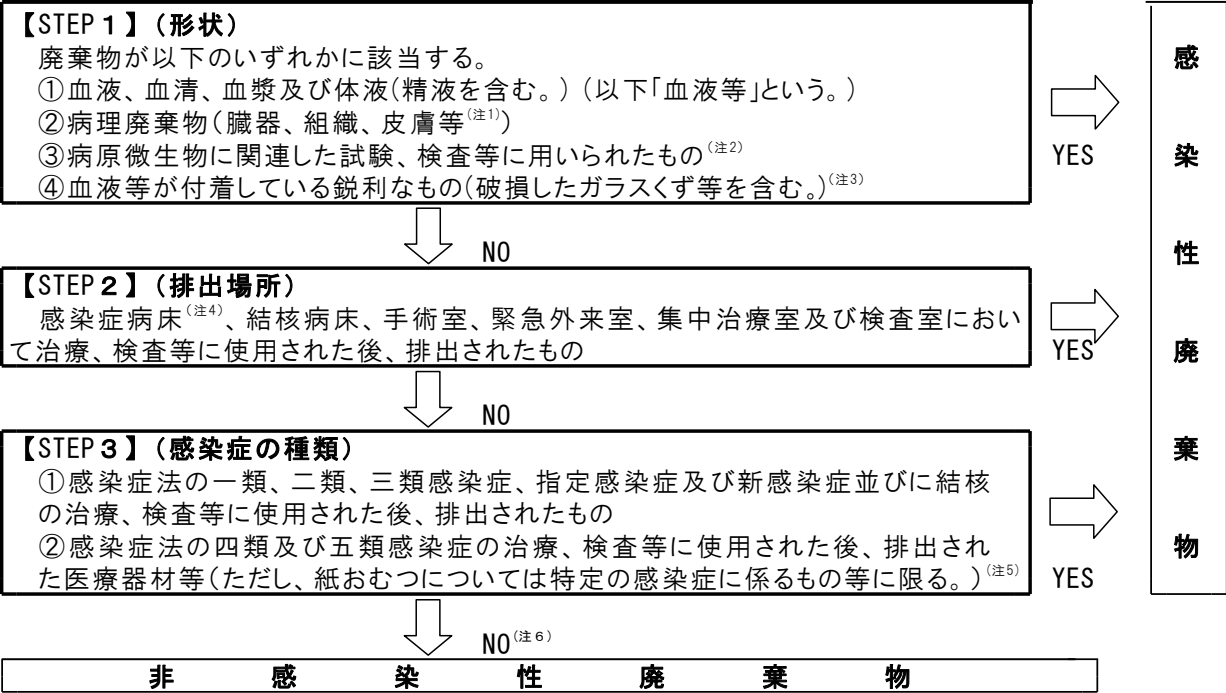 【STEP１】（形状）
廃棄物が以下のいずれかに該当する。
①血液、血清、血漿及び体液(精液を含む。)（以下「血液等」という。）
②病理廃棄物（臓器、組織、皮膚等（注1））
③病原微生物に関連した試験、検査等に用いられたもの（注2）
④血液等が付着している鋭利なもの（破損したガラスくず等を含む。）（注3）
YES
NO
【STEP２】（排出場所）
感染症病床（注4）、結核病床、手術室、緊急外来室、集中治療室及び検査室におい
て治療、検査等に使用された後、排出されたもの
YES
NO
【STEP３】（感染症の種類）
①感染症法の一類、二類、三類感染症、指定感染症及び新感染症並びに結核
の治療、検査等に使用された後、排出されたもの
②感染症法の四類及び五類感染症の治療、検査等に使用された後、排出され
た医療器材等（ただし、紙おむつについては特定の感染症に係るもの等に限る。）（注5）
YES
NO（注６）
非感染性廃棄物
感染性廃棄物